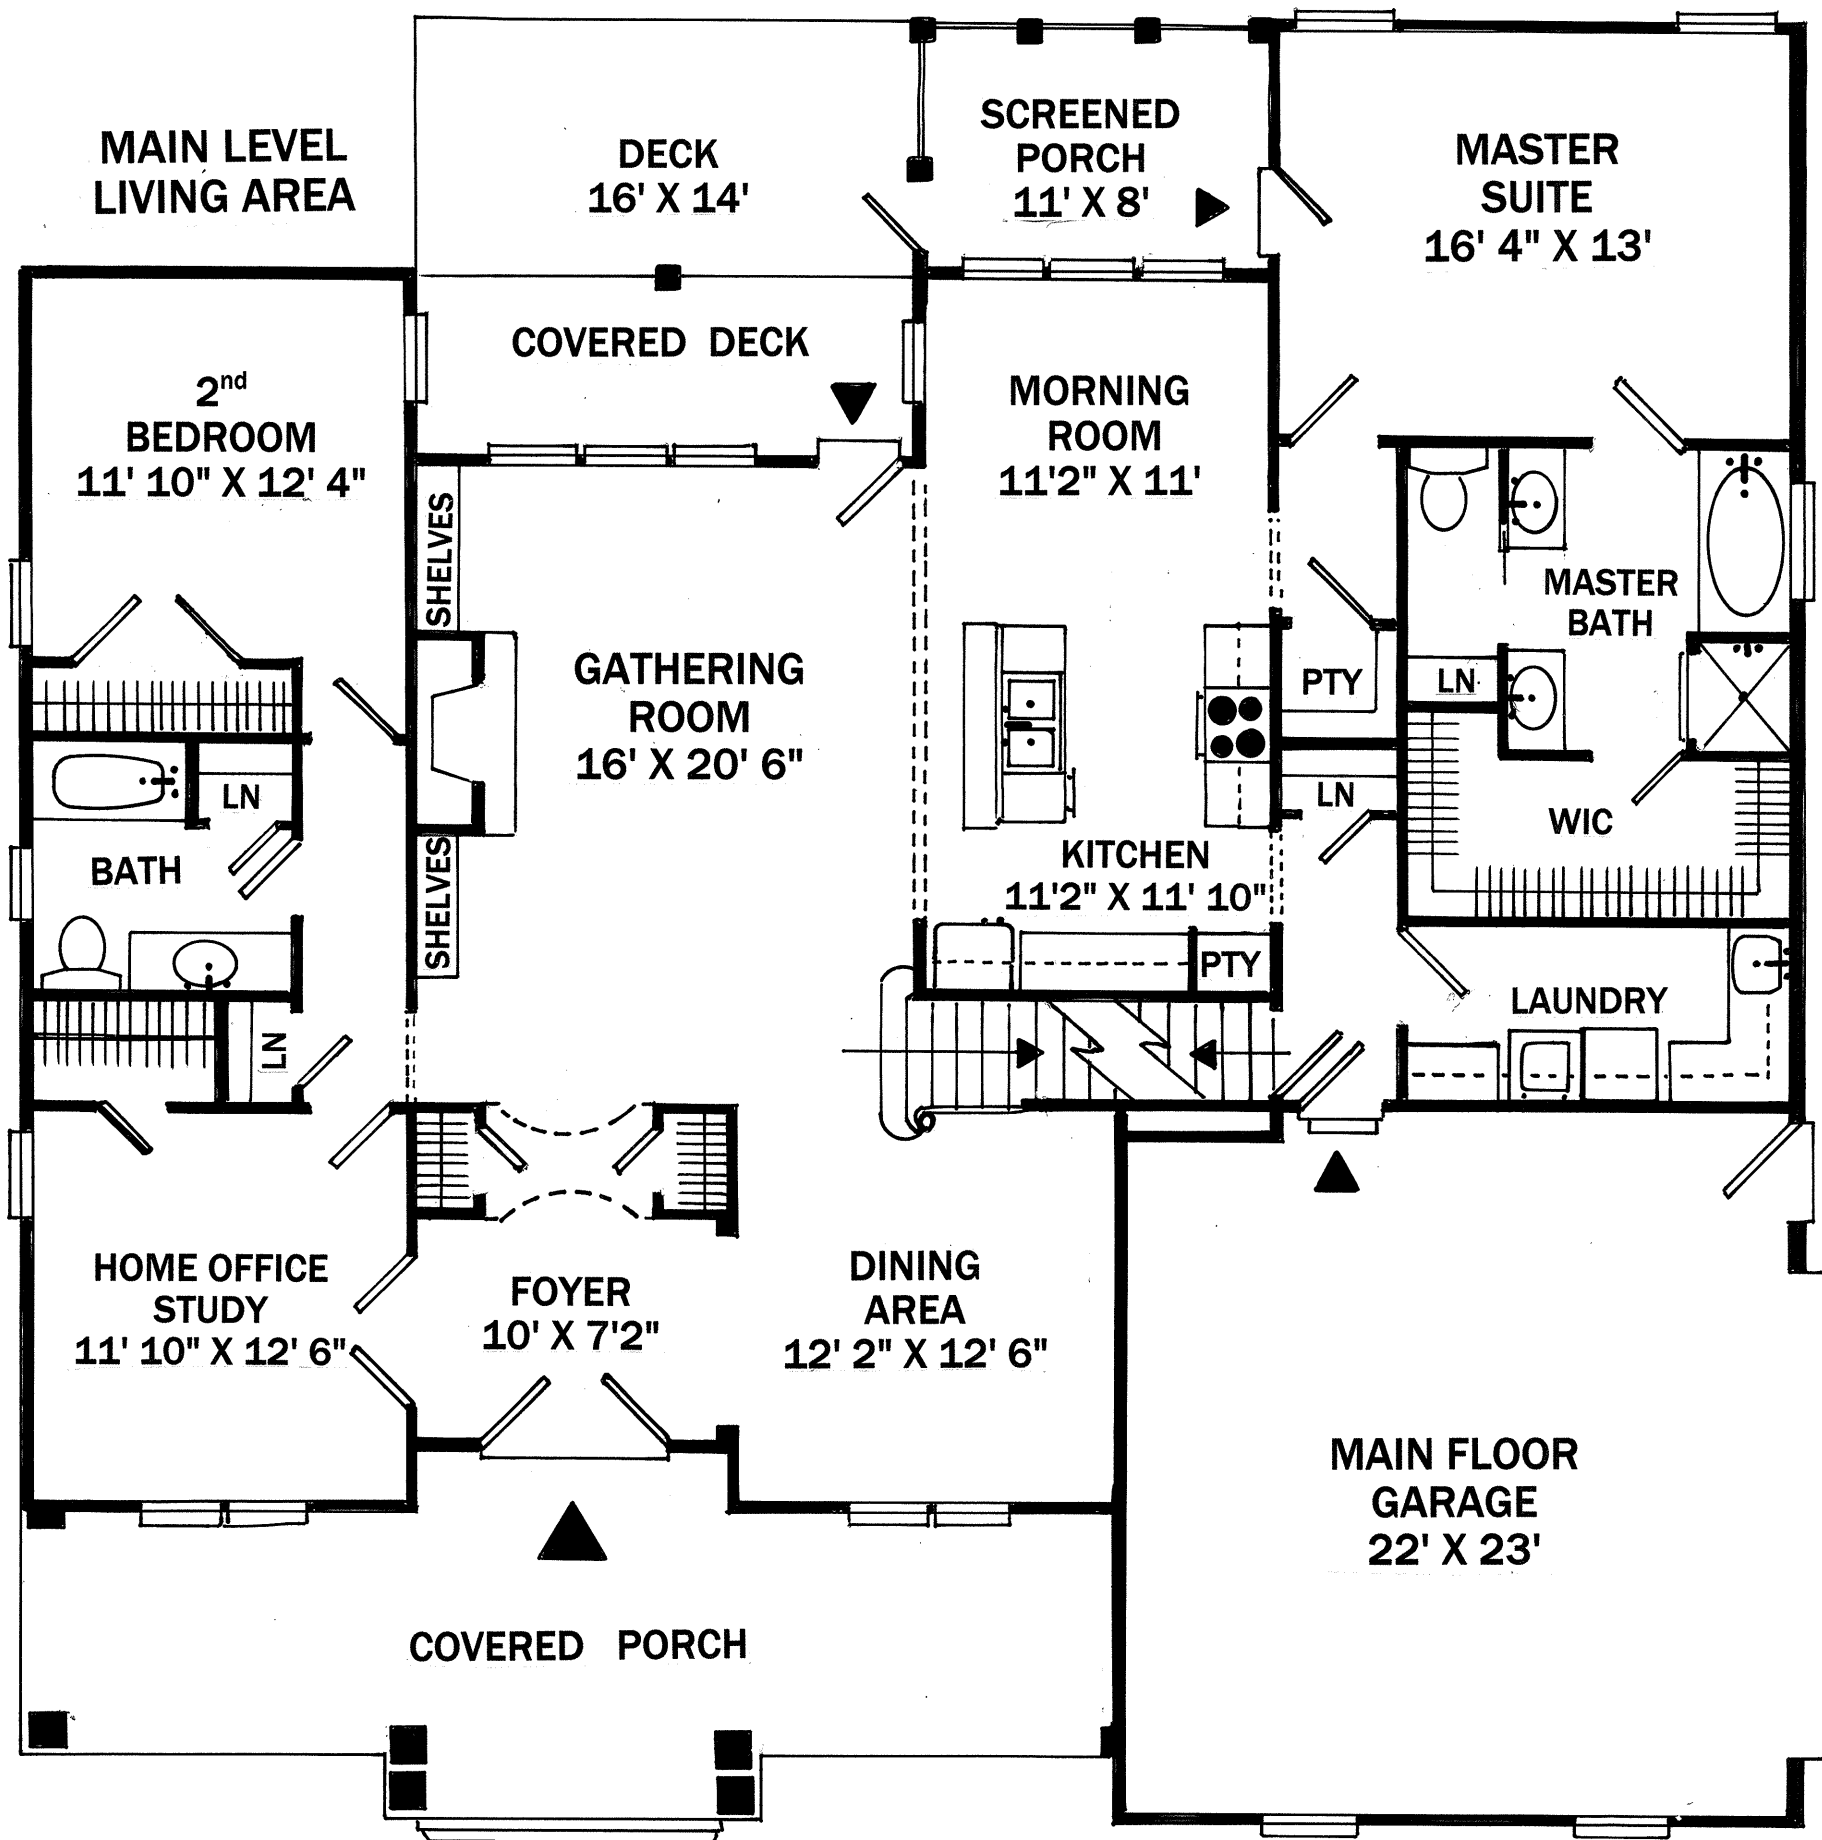 MAIN LEVEL
LIVING AREA
DECK
16' X 14'
SCREENED
PORCH
11' X 8'
MASTER
SUITE
16' 4" X 13'
COVERED DECK
2nd
BEDROOM
11' 10" X 12' 4"
MORNING
ROOM
11'2" X 11'
SHELVES
GATHERING
ROOM
16' X 20' 6"
MASTER
BATH
PTY
LN
LN
LN
WIC
BATH
SHELVES
KITCHEN
11'2" X 11' 10"
PTY
LAUNDRY
LN
HOME OFFICE
STUDY
11' 10" X 12' 6"
FOYER
10' X 7'2"
DINING
AREA
12' 2" X 12' 6"
MAIN FLOOR
GARAGE
22' X 23'
COVERED PORCH